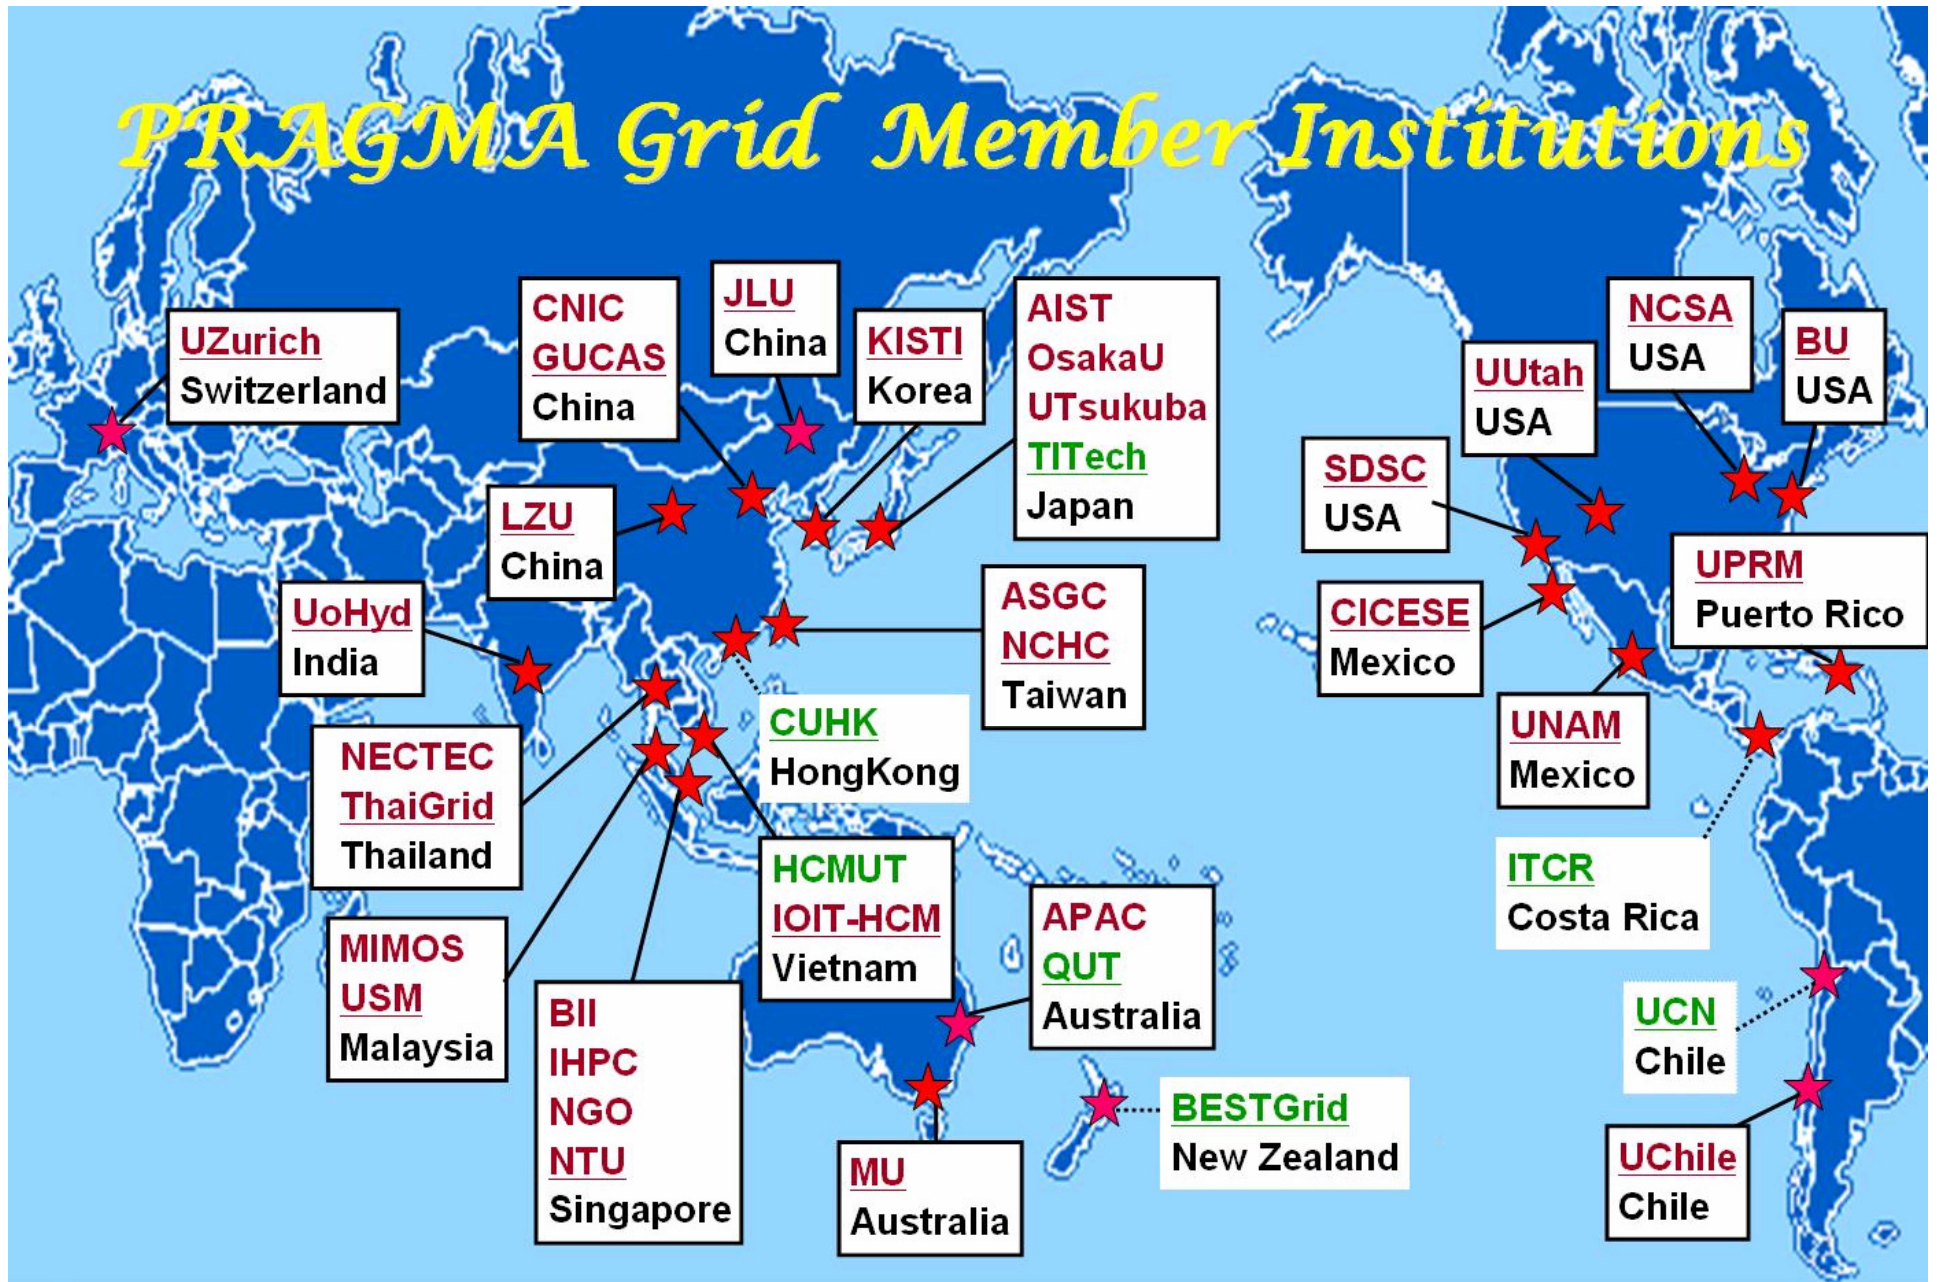 PRAGMA Grid Member Institutions
UZurich
Switzerland
CNIC
GUCAS
China
JLU
China
KISTI
Korea
AIST
OsakaU
UTsukuba
TITech
Japan
NCSA
USA
BU
USA
UUtah
USA
SDSC
USA
LZU
China
UoHyd
India
ASGC
NCHC
Taiwan
CICESE
Mexico
UPRM
Puerto Rico
CUHK
HongKong
UNAM
Mexico
NECTEC
ThaiGrid
Thailand
HCMUT
IOIT-HCM
Vietnam
ITCR
Costa Rica
MIMOS
USM
Malaysia
APAC
QUT
Australia
BII
IHPC
NGO
NTU
Singapore
UCN
Chile
BESTGrid
New Zealand
MU
Australia
UChile
Chile